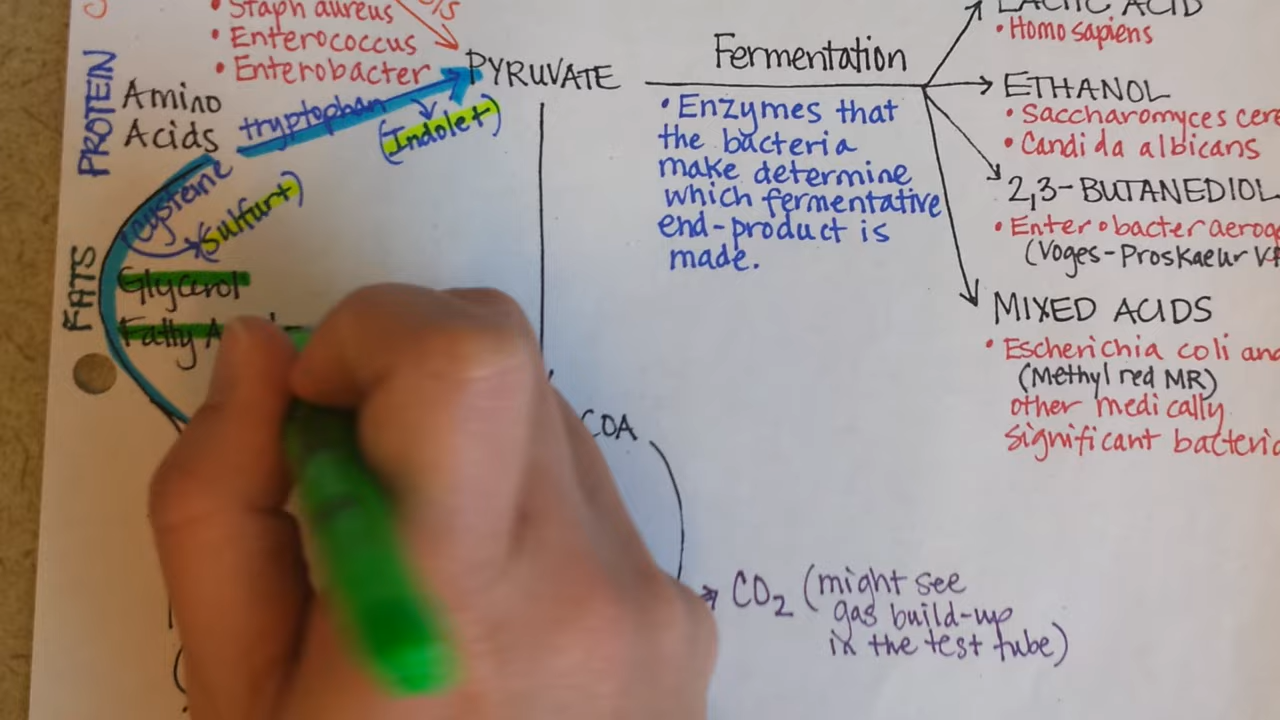 • Staph aureus
• Enterococcus
• Enterobacter
PROTEIN
Amino
Acids
tryptophan
(Indole+)
PYRUVATE
cysteine
(Sulfur+)
FATS
Glycerol
Fatty A
COA
Fermentation
• Enzymes that
the bacteria
make determine
which fermentative
end-product is
made.
LACTIC ACID
• Homo sapiens
ETHANOL
• Saccharomyces cere
• Candida albicans
2,3-BUTANEDIOL
• Enterobacter aerog
(Voges-Proskaeur VP
MIXED ACIDS
• Escherichia coli and
(Methyl red MR)
other medically
significant bacteria
CO2 (might see
gas build-up
in the test tube)